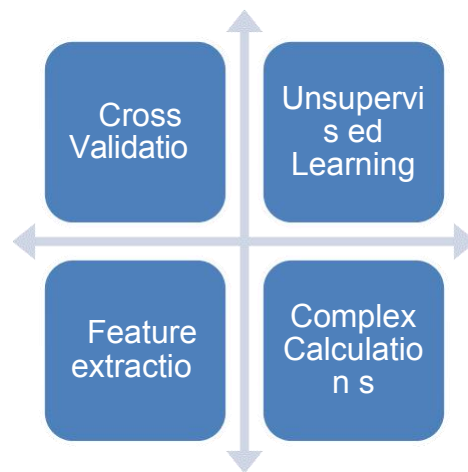 Cross
Validatio
Unsupervi
s ed
Learning
Feature
extractio
Complex
Calculatio
n s